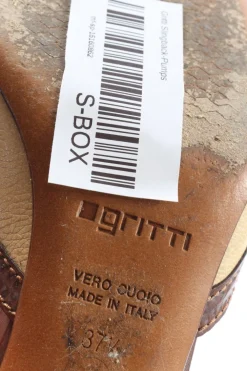 Gritti Slingback Pumps
S-BOX
gRITTI
VERO CUOIO
MADE IN ITALY
37½